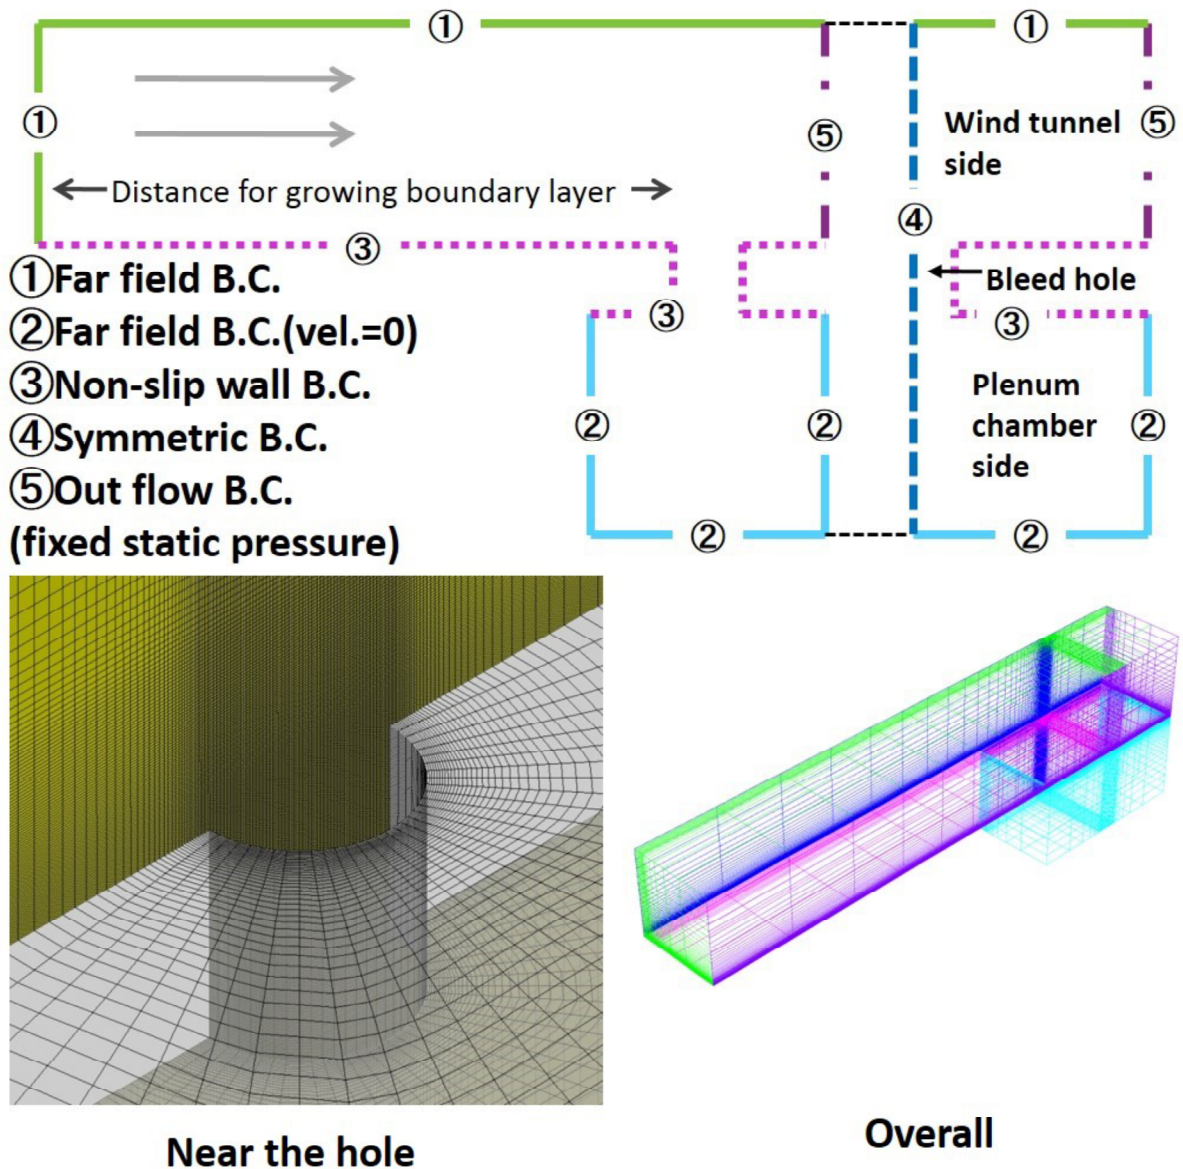 ① ①
①
⑤
Wind tunnel
side
⑤
Distance for growing boundary layer
④
③
①Far field B.C.
Bleed hole
②Far field B.C.(vel.=0)
③
③
③Non-slip wall B.C.
Plenum
chamber
side
② ② ②
④Symmetric B.C.
⑤Out flow B.C.
(fixed static pressure)
② ②
Near the hole
Overall